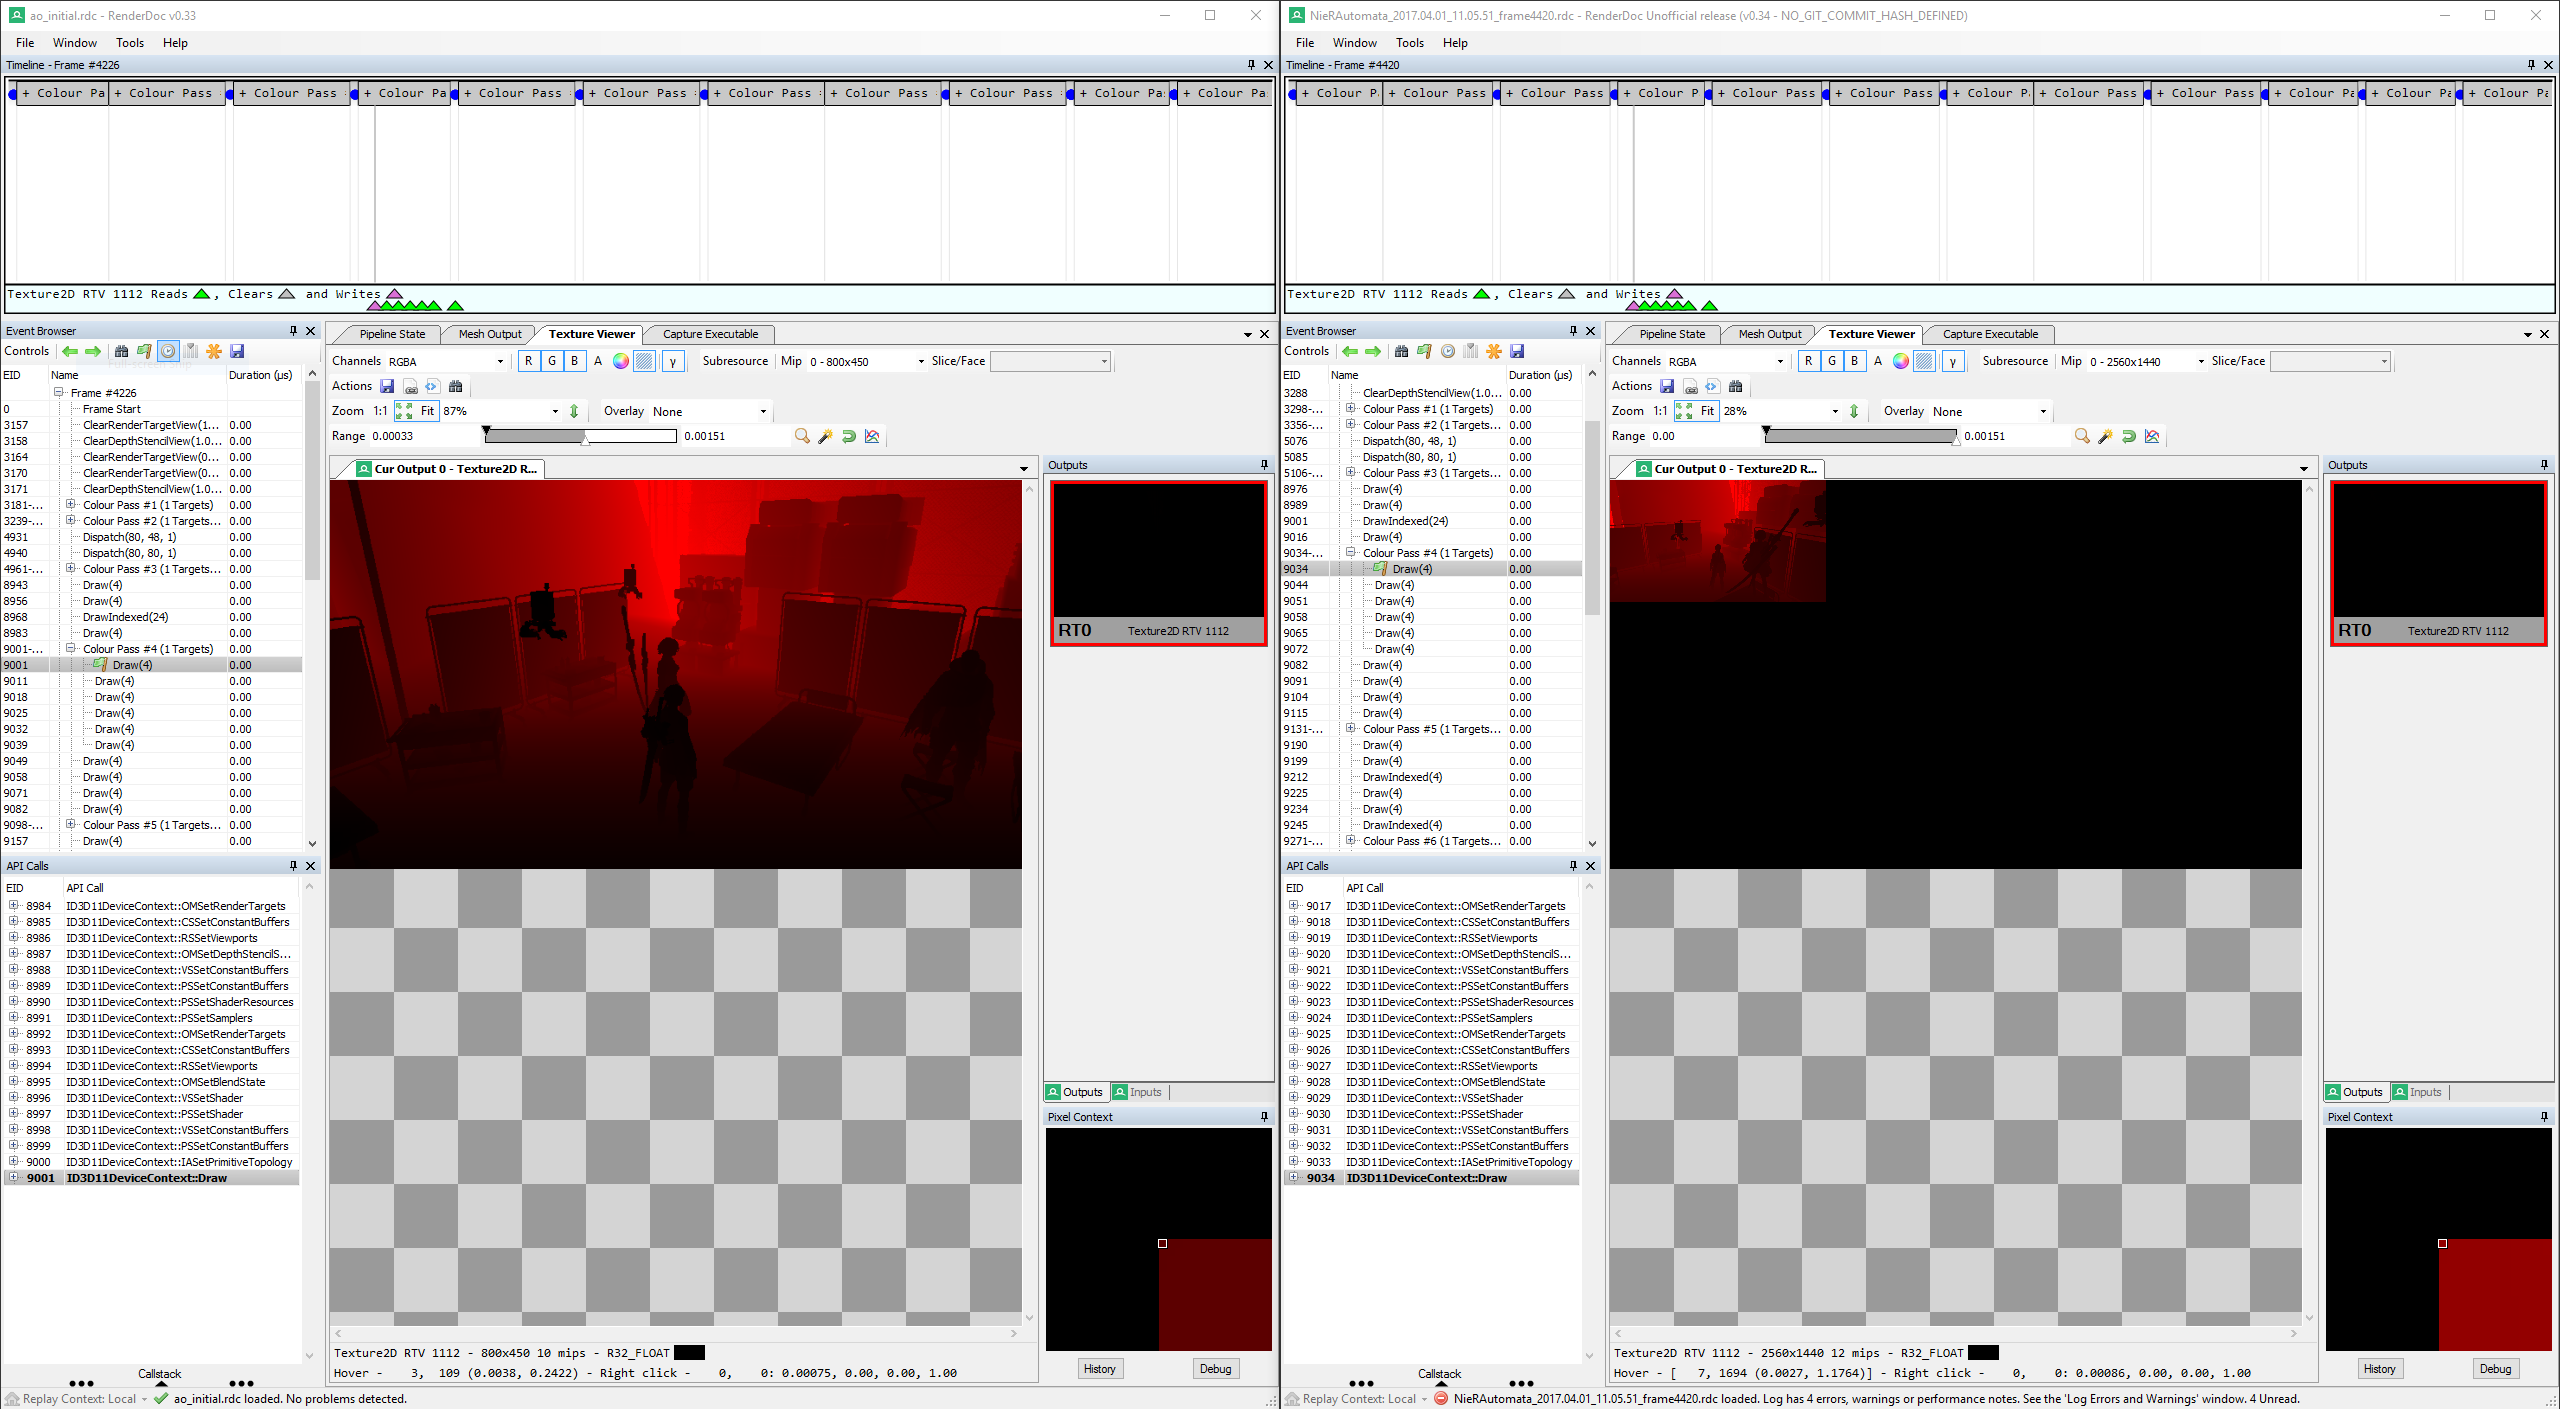 ao_initial.rdc - RenderDoc v0.33
File Window Tools Help
Timeline - Frame #4226
+ Colour Pa + Colour Pass + Colour Pass + Colour Pa + Colour Pass + Colour Pass + Colour Pass + Colour Pass + Colour Pass + Colour Pa + Colour Pa
Texture2D RTV 1112 Reads , Clears and Writes
Event Browser
Controls
EID Name Duration (µs)
Frame #4226
0 Frame Start
3157 ClearRenderTargetView(1... 0.00
3158 ClearDepthStencilView(1.0... 0.00
3164 ClearRenderTargetView(0... 0.00
3170 ClearRenderTargetView(0... 0.00
3171 ClearDepthStencilView(1.0... 0.00
3181-... Colour Pass #1 (1 Targets) 0.00
3239-... Colour Pass #2 (1 Targets... 0.00
4931 Dispatch(80, 48, 1) 0.00
4940 Dispatch(80, 80, 1) 0.00
4961-... Colour Pass #3 (1 Targets... 0.00
8943 Draw(4) 0.00
8956 Draw(4) 0.00
8968 DrawIndexed(24) 0.00
8983 Draw(4) 0.00
9001-... Colour Pass #4 (1 Targets) 0.00
9001 Draw(4) 0.00
9011 Draw(4) 0.00
9018 Draw(4) 0.00
9025 Draw(4) 0.00
9032 Draw(4) 0.00
9039 Draw(4) 0.00
9049 Draw(4) 0.00
9058 Draw(4) 0.00
9071 Draw(4) 0.00
9082 Draw(4) 0.00
9098-... Colour Pass #5 (1 Targets... 0.00
9157 Draw(4) 0.00
API Calls
EID API Call
8984 ID3D11DeviceContext::OMSetRenderTargets
8985 ID3D11DeviceContext::CSSetConstantBuffers
8986 ID3D11DeviceContext::RSSetViewports
8987 ID3D11DeviceContext::OMSetDepthStencilS...
8988 ID3D11DeviceContext::VSSetConstantBuffers
8989 ID3D11DeviceContext::PSSetConstantBuffers
8990 ID3D11DeviceContext::PSSetShaderResources
8991 ID3D11DeviceContext::PSSetSamplers
8992 ID3D11DeviceContext::OMSetRenderTargets
8993 ID3D11DeviceContext::CSSetConstantBuffers
8994 ID3D11DeviceContext::RSSetViewports
8995 ID3D11DeviceContext::OMSetBlendState
8996 ID3D11DeviceContext::VSSetShader
8997 ID3D11DeviceContext::PSSetShader
8998 ID3D11DeviceContext::VSSetConstantBuffers
8999 ID3D11DeviceContext::PSSetConstantBuffers
9000 ID3D11DeviceContext::IASetPrimitiveTopology
9001 ID3D11DeviceContext::Draw
Callstack
Pipeline State Mesh Output Texture Viewer Capture Executable
Channels RGBA R G B A γ Subresource Mip 0 - 800x450 Slice/Face
Actions
Zoom 1:1 Fit 87% Overlay None
Range 0.00033 0.00151
Cur Output 0 - Texture2D R...
Outputs
RT0 Texture2D RTV 1112
Outputs Inputs
Pixel Context
History Debug
Texture2D RTV 1112 - 800x450 10 mips - R32_FLOAT
Hover - 3, 109 (0.0038, 0.2422) - Right click - 0, 0: 0.00075, 0.00, 0.00, 1.00
Replay Context: Local ao_initial.rdc loaded. No problems detected.
NieRAutomata_2017.04.01_11.05.51_frame4420.rdc - RenderDoc Unofficial release (v0.34 - NO_GIT_COMMIT_HASH_DEFINED)
File Window Tools Help
Timeline - Frame #4420
+ Colour P + Colour Pass + Colour Pass + Colour P + Colour Pass + Colour Pass + Colour Pa + Colour Pass + Colour Pass + Colour Pa + Colour Pa + Colour Pa
Texture2D RTV 1112 Reads , Clears and Writes
Event Browser
Controls
EID Name Duration (µs)
3288 ClearDepthStencilView(1.0... 0.00
3298-... Colour Pass #1 (1 Targets) 0.00
3356-... Colour Pass #2 (1 Targets... 0.00
5076 Dispatch(80, 48, 1) 0.00
5085 Dispatch(80, 80, 1) 0.00
5106-... Colour Pass #3 (1 Targets... 0.00
8976 Draw(4) 0.00
8989 Draw(4) 0.00
9001 DrawIndexed(24) 0.00
9016 Draw(4) 0.00
9034-... Colour Pass #4 (1 Targets) 0.00
9034 Draw(4) 0.00
9044 Draw(4) 0.00
9051 Draw(4) 0.00
9058 Draw(4) 0.00
9065 Draw(4) 0.00
9072 Draw(4) 0.00
9082 Draw(4) 0.00
9091 Draw(4) 0.00
9104 Draw(4) 0.00
9115 Draw(4) 0.00
9131-... Colour Pass #5 (1 Targets... 0.00
9190 Draw(4) 0.00
9199 Draw(4) 0.00
9212 DrawIndexed(4) 0.00
9225 Draw(4) 0.00
9234 Draw(4) 0.00
9245 DrawIndexed(4) 0.00
9271-... Colour Pass #6 (1 Targets... 0.00
API Calls
EID API Call
9017 ID3D11DeviceContext::OMSetRenderTargets
9018 ID3D11DeviceContext::CSSetConstantBuffers
9019 ID3D11DeviceContext::RSSetViewports
9020 ID3D11DeviceContext::OMSetDepthStencilS...
9021 ID3D11DeviceContext::VSSetConstantBuffers
9022 ID3D11DeviceContext::PSSetConstantBuffers
9023 ID3D11DeviceContext::PSSetShaderResources
9024 ID3D11DeviceContext::PSSetSamplers
9025 ID3D11DeviceContext::OMSetRenderTargets
9026 ID3D11DeviceContext::CSSetConstantBuffers
9027 ID3D11DeviceContext::RSSetViewports
9028 ID3D11DeviceContext::OMSetBlendState
9029 ID3D11DeviceContext::VSSetShader
9030 ID3D11DeviceContext::PSSetShader
9031 ID3D11DeviceContext::VSSetConstantBuffers
9032 ID3D11DeviceContext::PSSetConstantBuffers
9033 ID3D11DeviceContext::IASetPrimitiveTopology
9034 ID3D11DeviceContext::Draw
Callstack
Pipeline State Mesh Output Texture Viewer Capture Executable
Channels RGBA R G B A γ Subresource Mip 0 - 2560x1440 Slice/Face
Actions
Zoom 1:1 Fit 28% Overlay None
Range 0.00 0.00151
Cur Output 0 - Texture2D R...
Outputs
RT0 Texture2D RTV 1112
Outputs Inputs
Pixel Context
History Debug
Texture2D RTV 1112 - 2560x1440 12 mips - R32_FLOAT
Hover - [ 7, 1694 (0.0027, 1.1764)] - Right click - 0, 0: 0.00086, 0.00, 0.00, 1.00
Replay Context: Local NieRAutomata_2017.04.01_11.05.51_frame4420.rdc loaded. Log has 4 errors, warnings or performance notes. See the 'Log Errors and Warnings' window. 4 Unread.